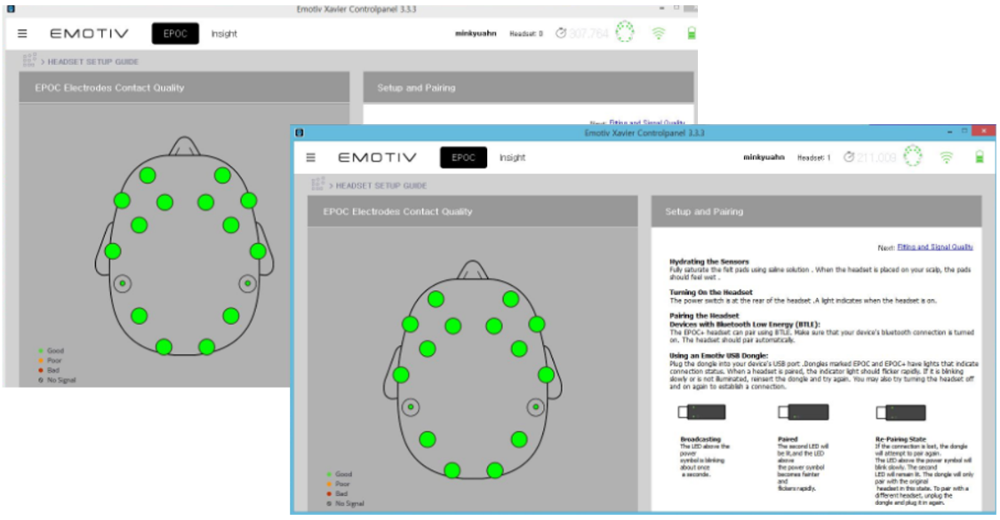 Emotiv Xavier Controlpanel 3.3.3
EMOTIV
EPOC
Insight
minkyuahn
Headset: 0
307,764
> HEADSET SETUP GUIDE
EPOC Electrodes Contact Quality
Setup and Pairing
Next: Fitting and Signal Quality
Good
Poor
Bad
No Signal
Emotiv Xavier Controlpanel 3.3.3
EMOTIV
EPOC
Insight
minkyuahn
Headset: 1
211,009
> HEADSET SETUP GUIDE
EPOC Electrodes Contact Quality
Setup and Pairing
Next: Fitting and Signal Quality
Hydrating the Sensors
Fully saturate the felt pads using saline solution . When the headset is placed on your scalp, the pads
should feel wet .
Turning On the Headset
The power switch is at the rear of the headset .A light indicates when the headset is on.
Pairing the Headset
Devices with Bluetooth Low Energy (BTLE):
The EPOC+ headset can pair using BTLE. Make sure that your device's bluetooth connection is turned
on. The headset should pair automatically.
Using an Emotiv USB Dongle:
Plug the dongle into your device's USB port .Dongles marked EPOC and EPOC+ have lights that indicate
connection status. When a headset is paired, the indicator light should flicker rapidly. If it is blinking
slowly or is not illuminated, reinsert the dongle and try again. You may also try turning the headset off
and on again to establish a connection.
Broadcasting
The LED above the
power
symbol is blinking
about once
a seconde.
Paired
The second LED will
be lit,and the LED
above
the power symbol
becomes fainter
and
flickers rapidly.
Re-Pairing State
If the connection is lost, the dongle
will attempt to pair again.
The LED above the power symbol will
blink slowly. The second
LED will remain lit. The dongle will only
pair with the original
headset in this state. To pair with a
different headset, unplug the
dongle and plug it in again.
Good
Poor
Bad
No Signal